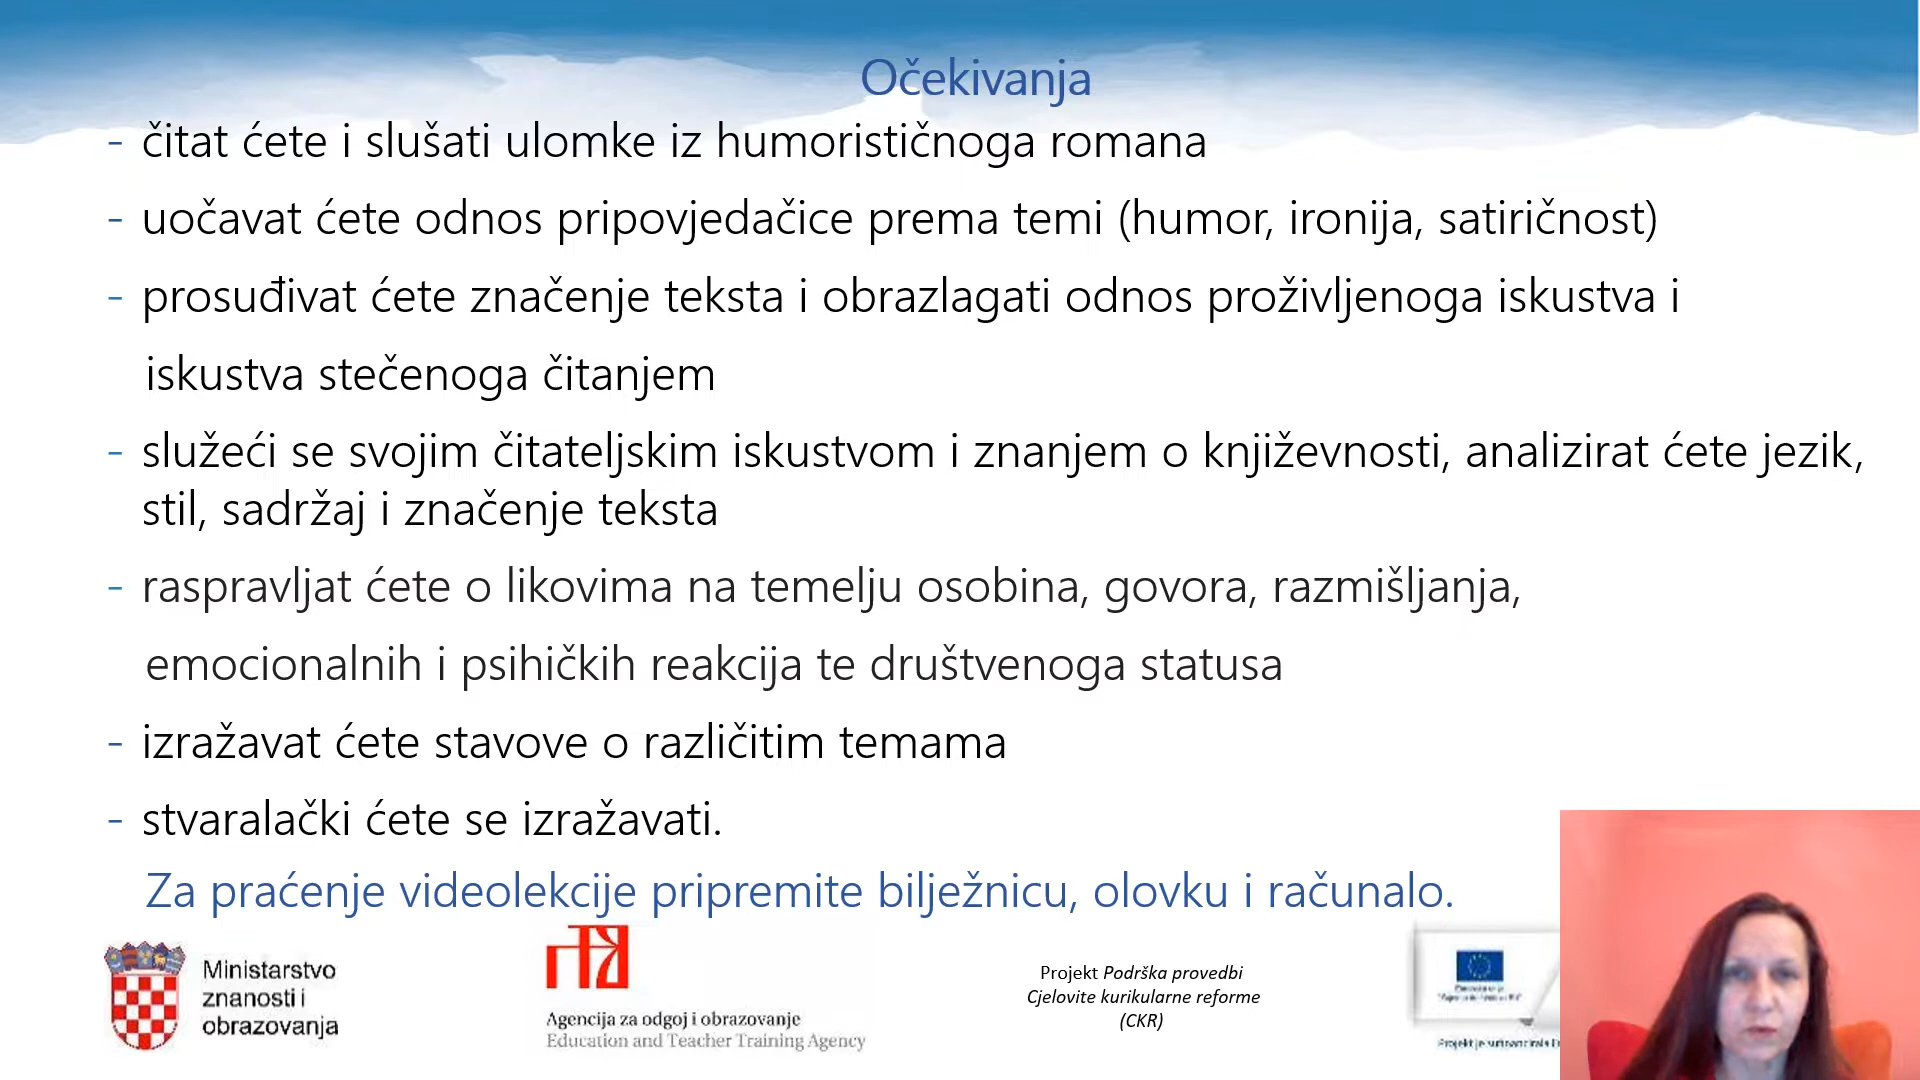 Očekivanja
- čitat ćete i slušati ulomke iz humorističnoga romana
- uočavat ćete odnos pripovjedačice prema temi (humor, ironija, satiričnost)
- prosuđivat ćete značenje teksta i obrazlagati odnos proživljenoga iskustva i
iskustva stečenoga čitanjem
- služeći se svojim čitateljskim iskustvom i znanjem o književnosti, analizirat ćete jezik,
stil, sadržaj i značenje teksta
- raspravljat ćete o likovima na temelju osobina, govora, razmišljanja,
emocionalnih i psihičkih reakcija te društvenoga statusa
- izražavat ćete stavove o različitim temama
- stvaralački ćete se izražavati.
Za praćenje videolekcije pripremite bilježnicu, olovku i računalo.
Ministarstvo
znanosti i
obrazovanja
Agencija za odgoj i obrazovanje
Education and Teacher Training Agency
Projekt Podrška provedbi
Cjelovite kurikularne reforme
(CKR)
Projekt je sufinancirala